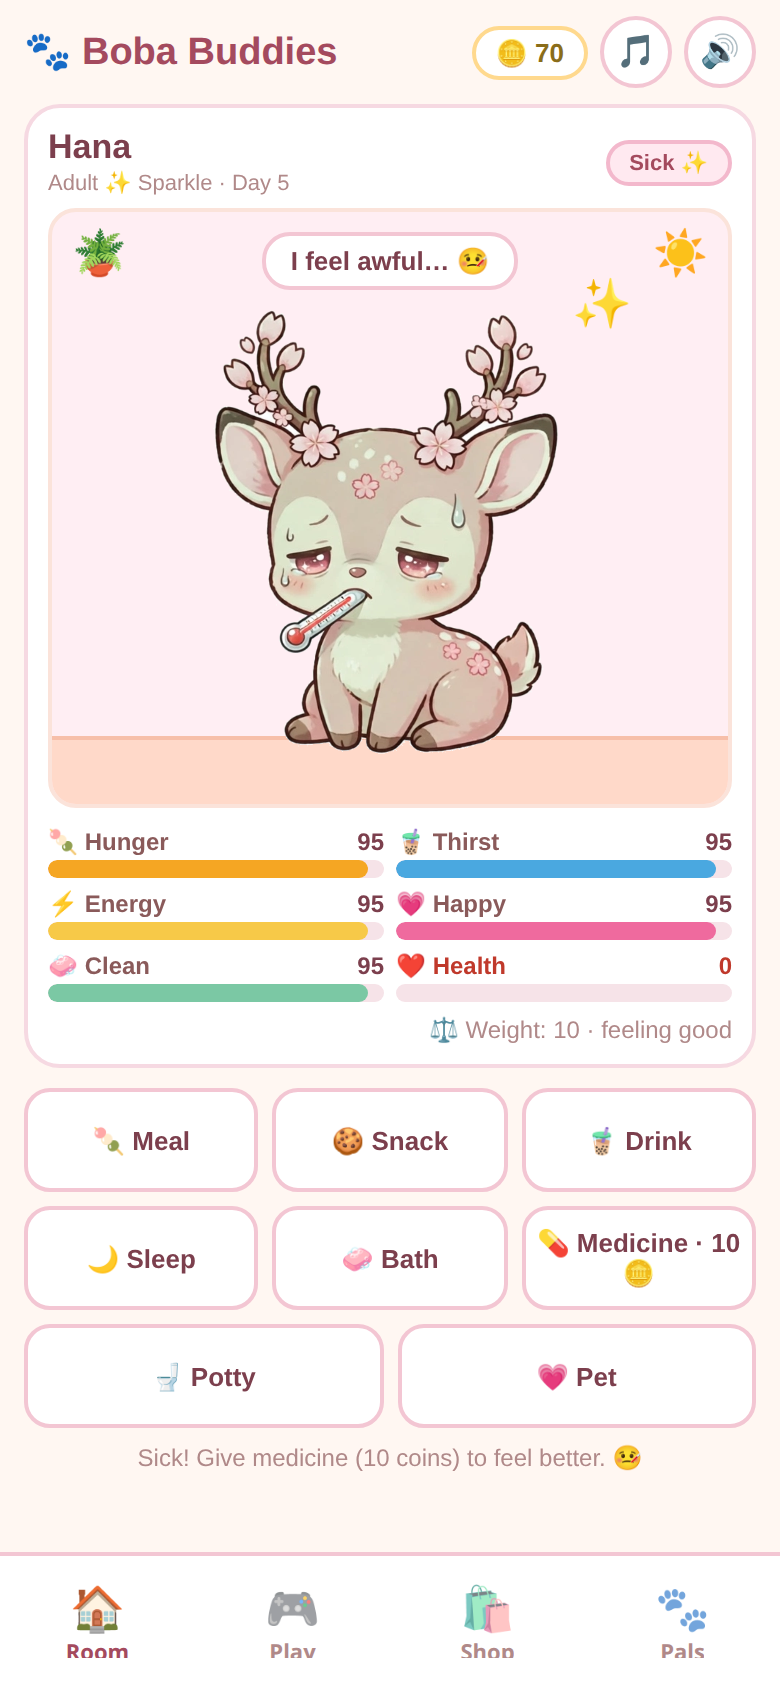 🐾 Boba Buddies
🪙 70
Hana
Adult ✨ Sparkle · Day 5
Sick ✨
I feel awful… 🤒
🍡 Hunger 95
🧋 Thirst 95
⚡ Energy 95
💗 Happy 95
🧼 Clean 95
❤️ Health 0
⚖️ Weight: 10 · feeling good
🍡 Meal
🍪 Snack
🧋 Drink
🌙 Sleep
🧼 Bath
💊 Medicine · 10
🪙
🚽 Potty
💗 Pet
Sick! Give medicine (10 coins) to feel better. 🤒
Room
Play
Shop
Pals